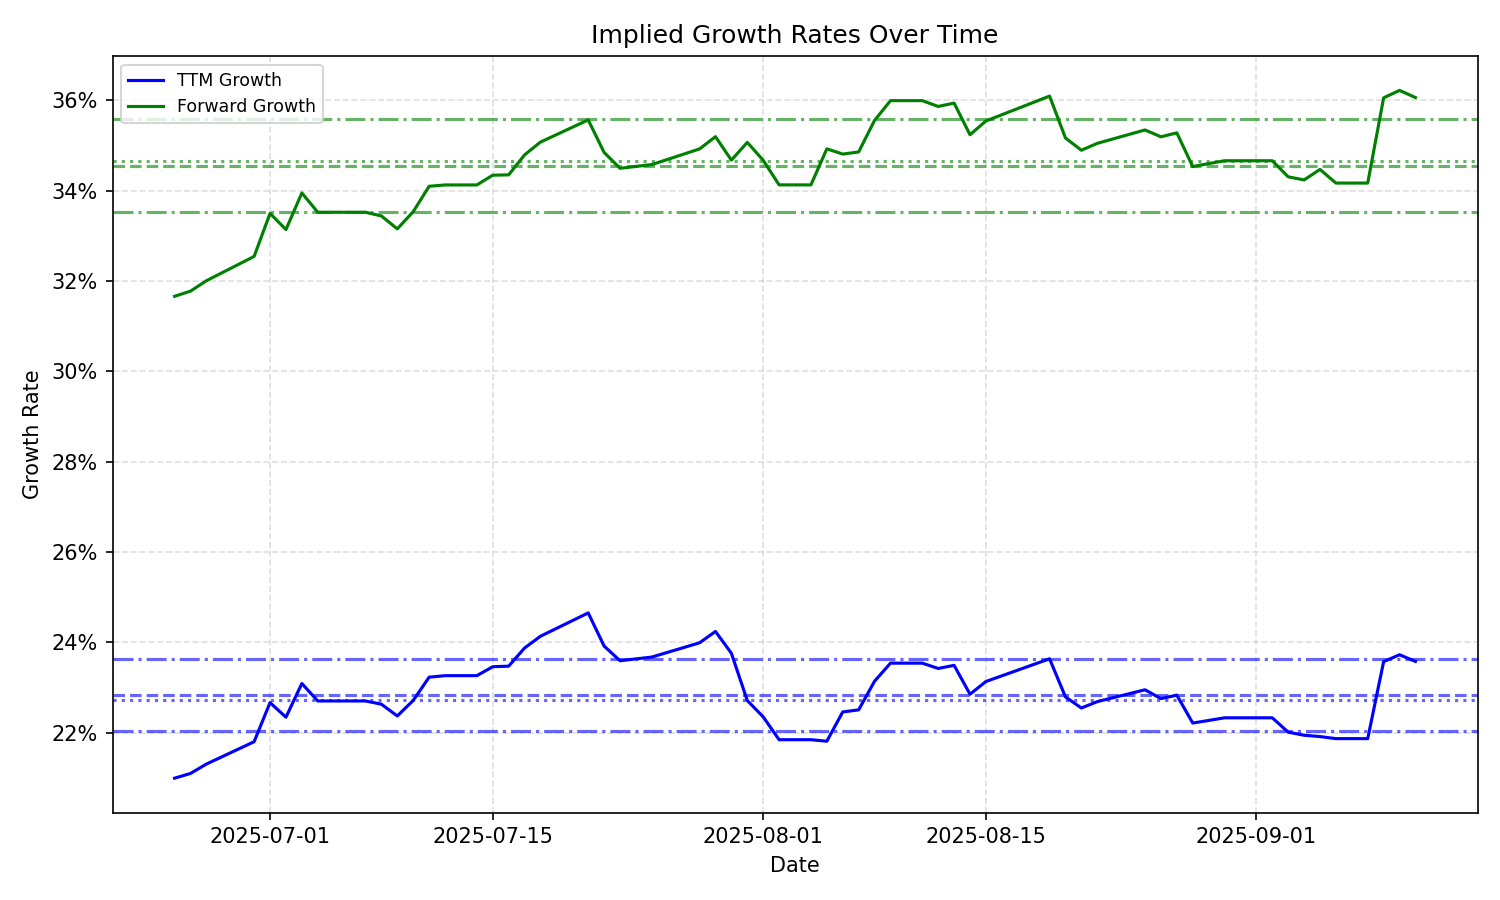 Implied Growth Rates Over Time
TTM Growth
Forward Growth
36%
34%
32%
30%
28%
26%
24%
22%
Growth Rate
2025-07-01
2025-07-15
2025-08-01
2025-08-15
2025-09-01
Date